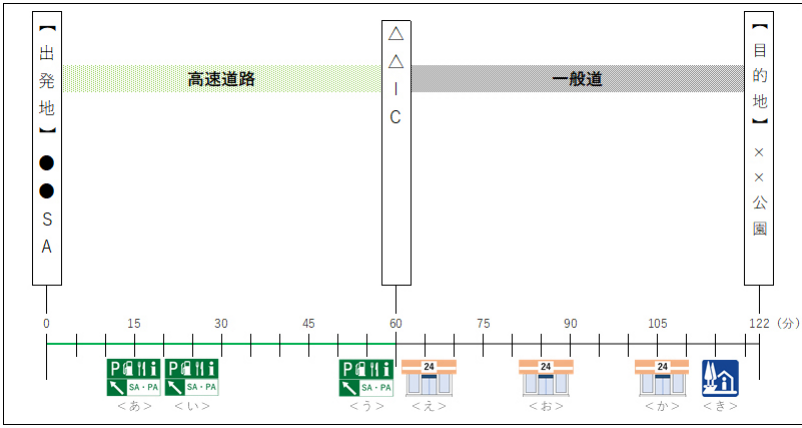 【出発地】●●SA
高速道路
△△IC
一般道
【目的地】××公園
0 15 30 45 60 75 90 105 122 (分)
P SA・PA
P SA・PA
P SA・PA
24
24
24
<あ> <い> <う> <え> <お> <か> <き>